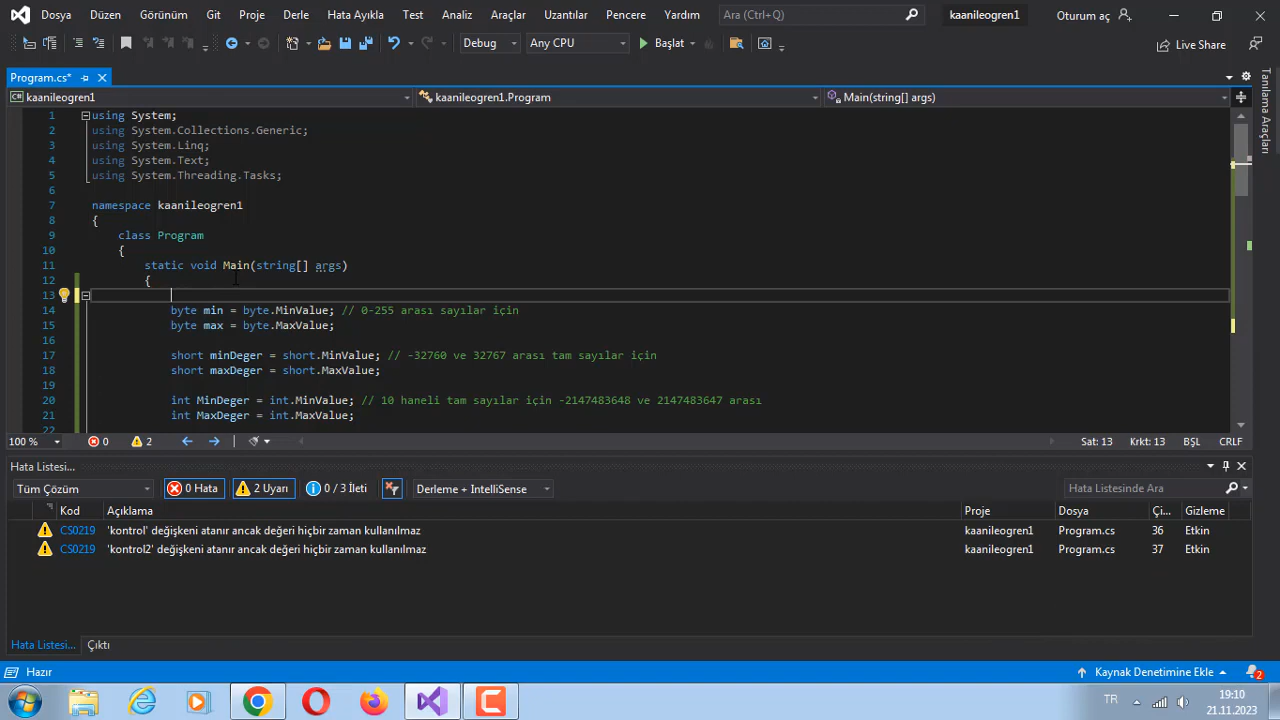 Dosya Düzen Görünüm Git Proje Derle Hata Ayıkla Test Analiz Araçlar Uzantılar Pencere Yardım Ara (Ctrl+Q) kaanileogren1 Oturum aç
Debug Any CPU Başlat Live Share
Program.cs*
kaanileogren1 kaanileogren1.Program Main(string[] args)
Tanılama Araçları
1 using System;
2 using System.Collections.Generic;
3 using System.Linq;
4 using System.Text;
5 using System.Threading.Tasks;
6
7 namespace kaanileogren1
8 {
9 class Program
10 {
11 static void Main(string[] args)
12 {
13
14 byte min = byte.MinValue; // 0-255 arası sayılar için
15 byte max = byte.MaxValue;
16
17 short minDeger = short.MinValue; // -32760 ve 32767 arası tam sayılar için
18 short maxDeger = short.MaxValue;
19
20 int MinDeger = int.MinValue; // 10 haneli tam sayılar için -2147483648 ve 2147483647 arası
21 int MaxDeger = int.MaxValue;
22
100 % 0 2 Sat: 13 Krkt: 13 BŞL CRLF
Hata Listesi...
Tüm Çözüm 0 Hata 2 Uyarı 0 / 3 İleti Derleme + IntelliSense Hata Listesinde Ara
Kod Açıklama Proje Dosya Çi... Gizleme
CS0219 'kontrol' değişkeni atanır ancak değeri hiçbir zaman kullanılmaz kaanileogren1 Program.cs 36 Etkin
CS0219 'kontrol2' değişkeni atanır ancak değeri hiçbir zaman kullanılmaz kaanileogren1 Program.cs 37 Etkin
Hata Listesi... Çıktı
Hazır Kaynak Denetimine Ekle 2
TR 19:10
21.11.2023